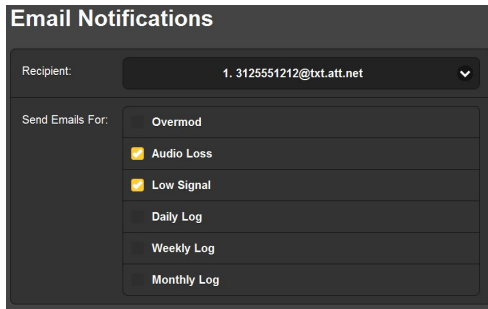 Email Notifications
Recipient: 1. 3125551212@txt.att.net
Send Emails For: Overmod
Audio Loss
Low Signal
Daily Log
Weekly Log
Monthly Log